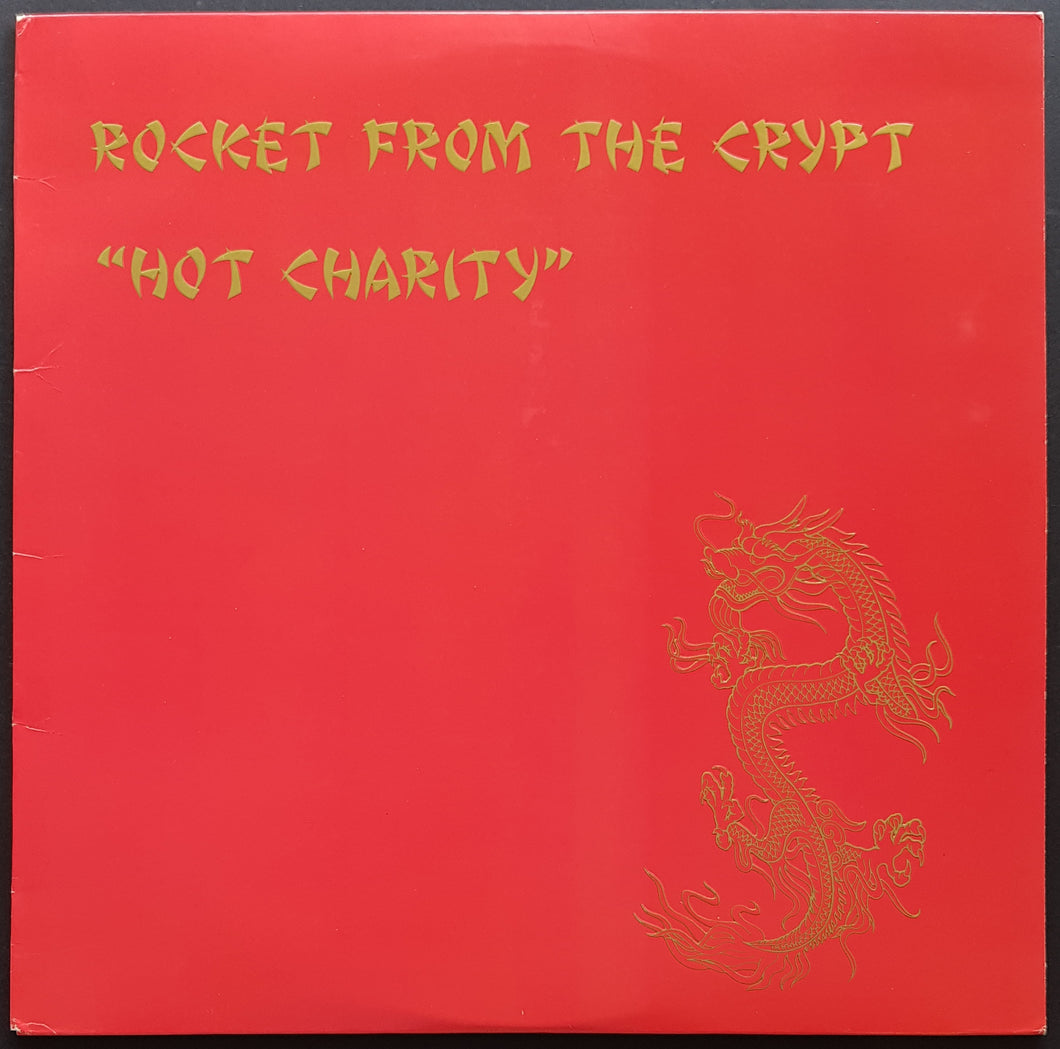 ROCKET FROM THE CRYPT
“HOT CHARITY”